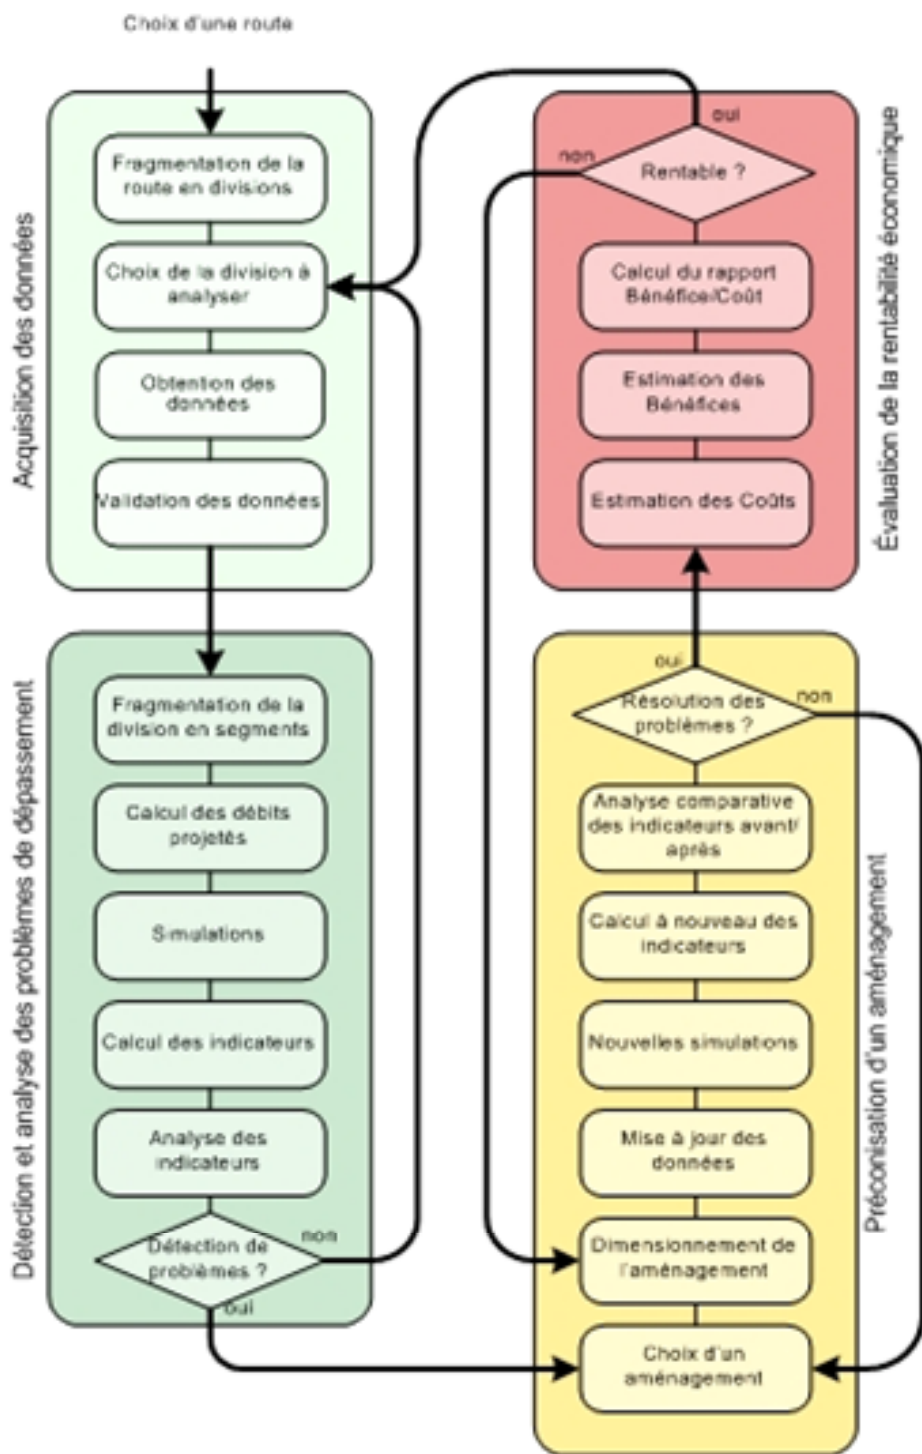 Choix d'une route
Acquisition des données
Fragmentation de la
route en divisions
Choix de la division à
analyser
Obtention des
données
Validation des données
Détection et analyse des problèmes de dépassement
Fragmentation de la
division en segments
Calcul des débits
projetés
Simulations
Calcul des indicateurs
Analyse des
indicateurs
Détection de
problèmes ?
non
oui
Évaluation de la rentabilité économique
oui
non
Rentable ?
Calcul du rapport
Bénéfice/Coût
Estimation des
Bénéfices
Estimation des Coûts
Préconisation d'un aménagement
oui
non
Résolution des
problèmes ?
Analyse comparative
des indicateurs avant/
après
Calcul à nouveau des
indicateurs
Nouvelles simulations
Mise à jour des
données
Dimensionnement de
l'aménagement
Choix d'un
aménagement